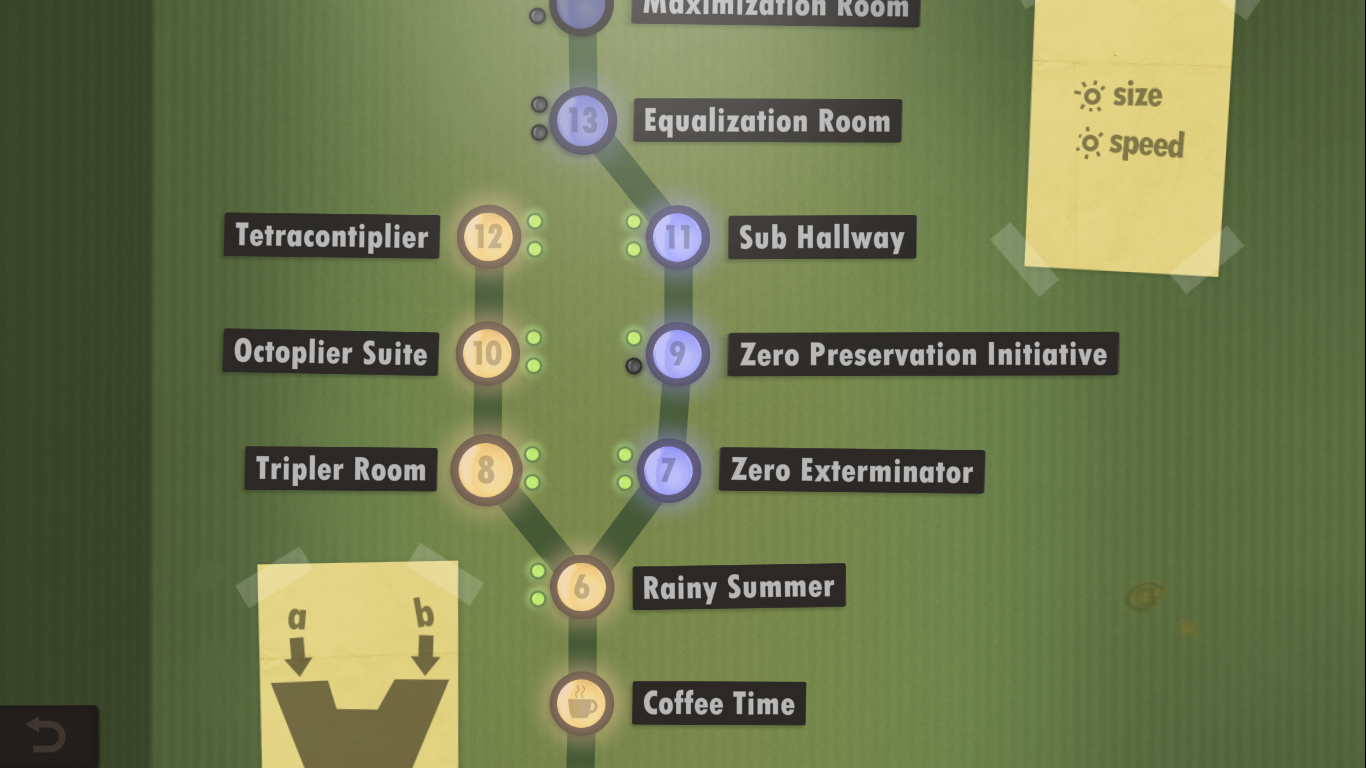 Maximization Room
13 Equalization Room
size
speed
Tetracontiplier 12
11 Sub Hallway
Octoplier Suite 10
9 Zero Preservation Initiative
Tripler Room 8
7 Zero Exterminator
6 Rainy Summer
a b
Coffee Time